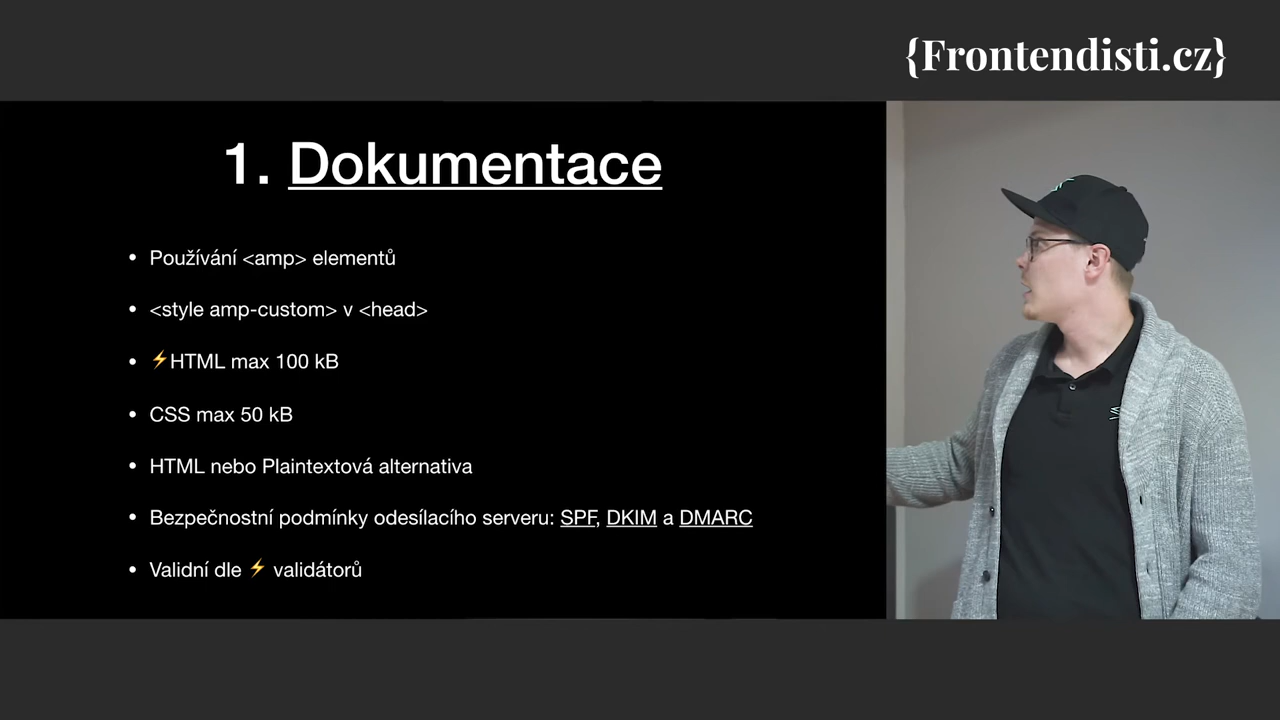 {Frontendisti.cz}
1. Dokumentace
• Používání <amp> elementů
• <style amp-custom> v <head>
• ⚡HTML max 100 kB
• CSS max 50 kB
• HTML nebo Plaintextová alternativa
• Bezpečnostní podmínky odesílacího serveru: SPF, DKIM a DMARC
• Validní dle ⚡ validátorů